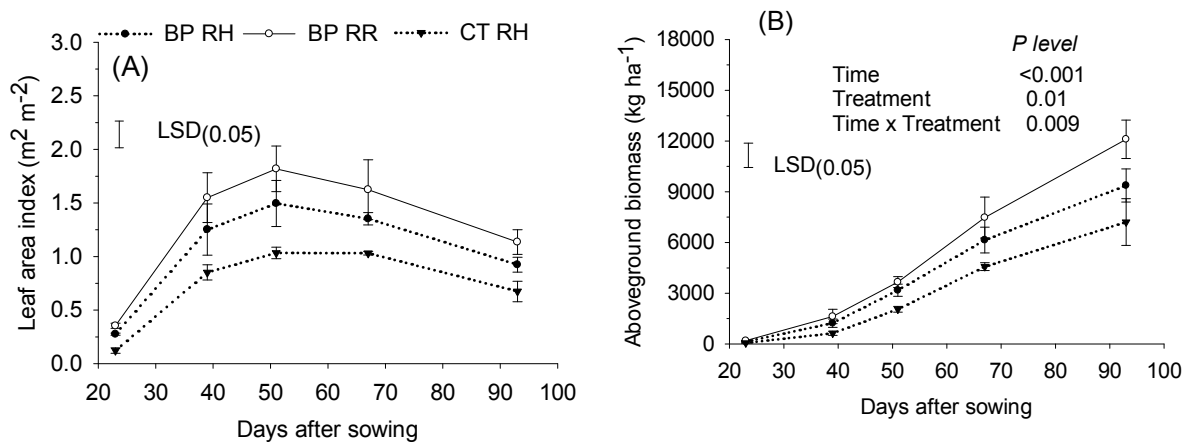 BP RH BP RR CT RH
(A)
3.0
2.5
2.0
1.5
1.0
0.5
0.0
Leaf area index (m² m⁻²)
LSD(0.05)
20 30 40 50 60 70 80 90 100
Days after sowing
(B)
18000
15000
12000
9000
6000
3000
0
Aboveground biomass (kg ha⁻¹)
P level
Time <0.001
Treatment 0.01
Time x Treatment 0.009
LSD(0.05)
20 30 40 50 60 70 80 90 100
Days after sowing